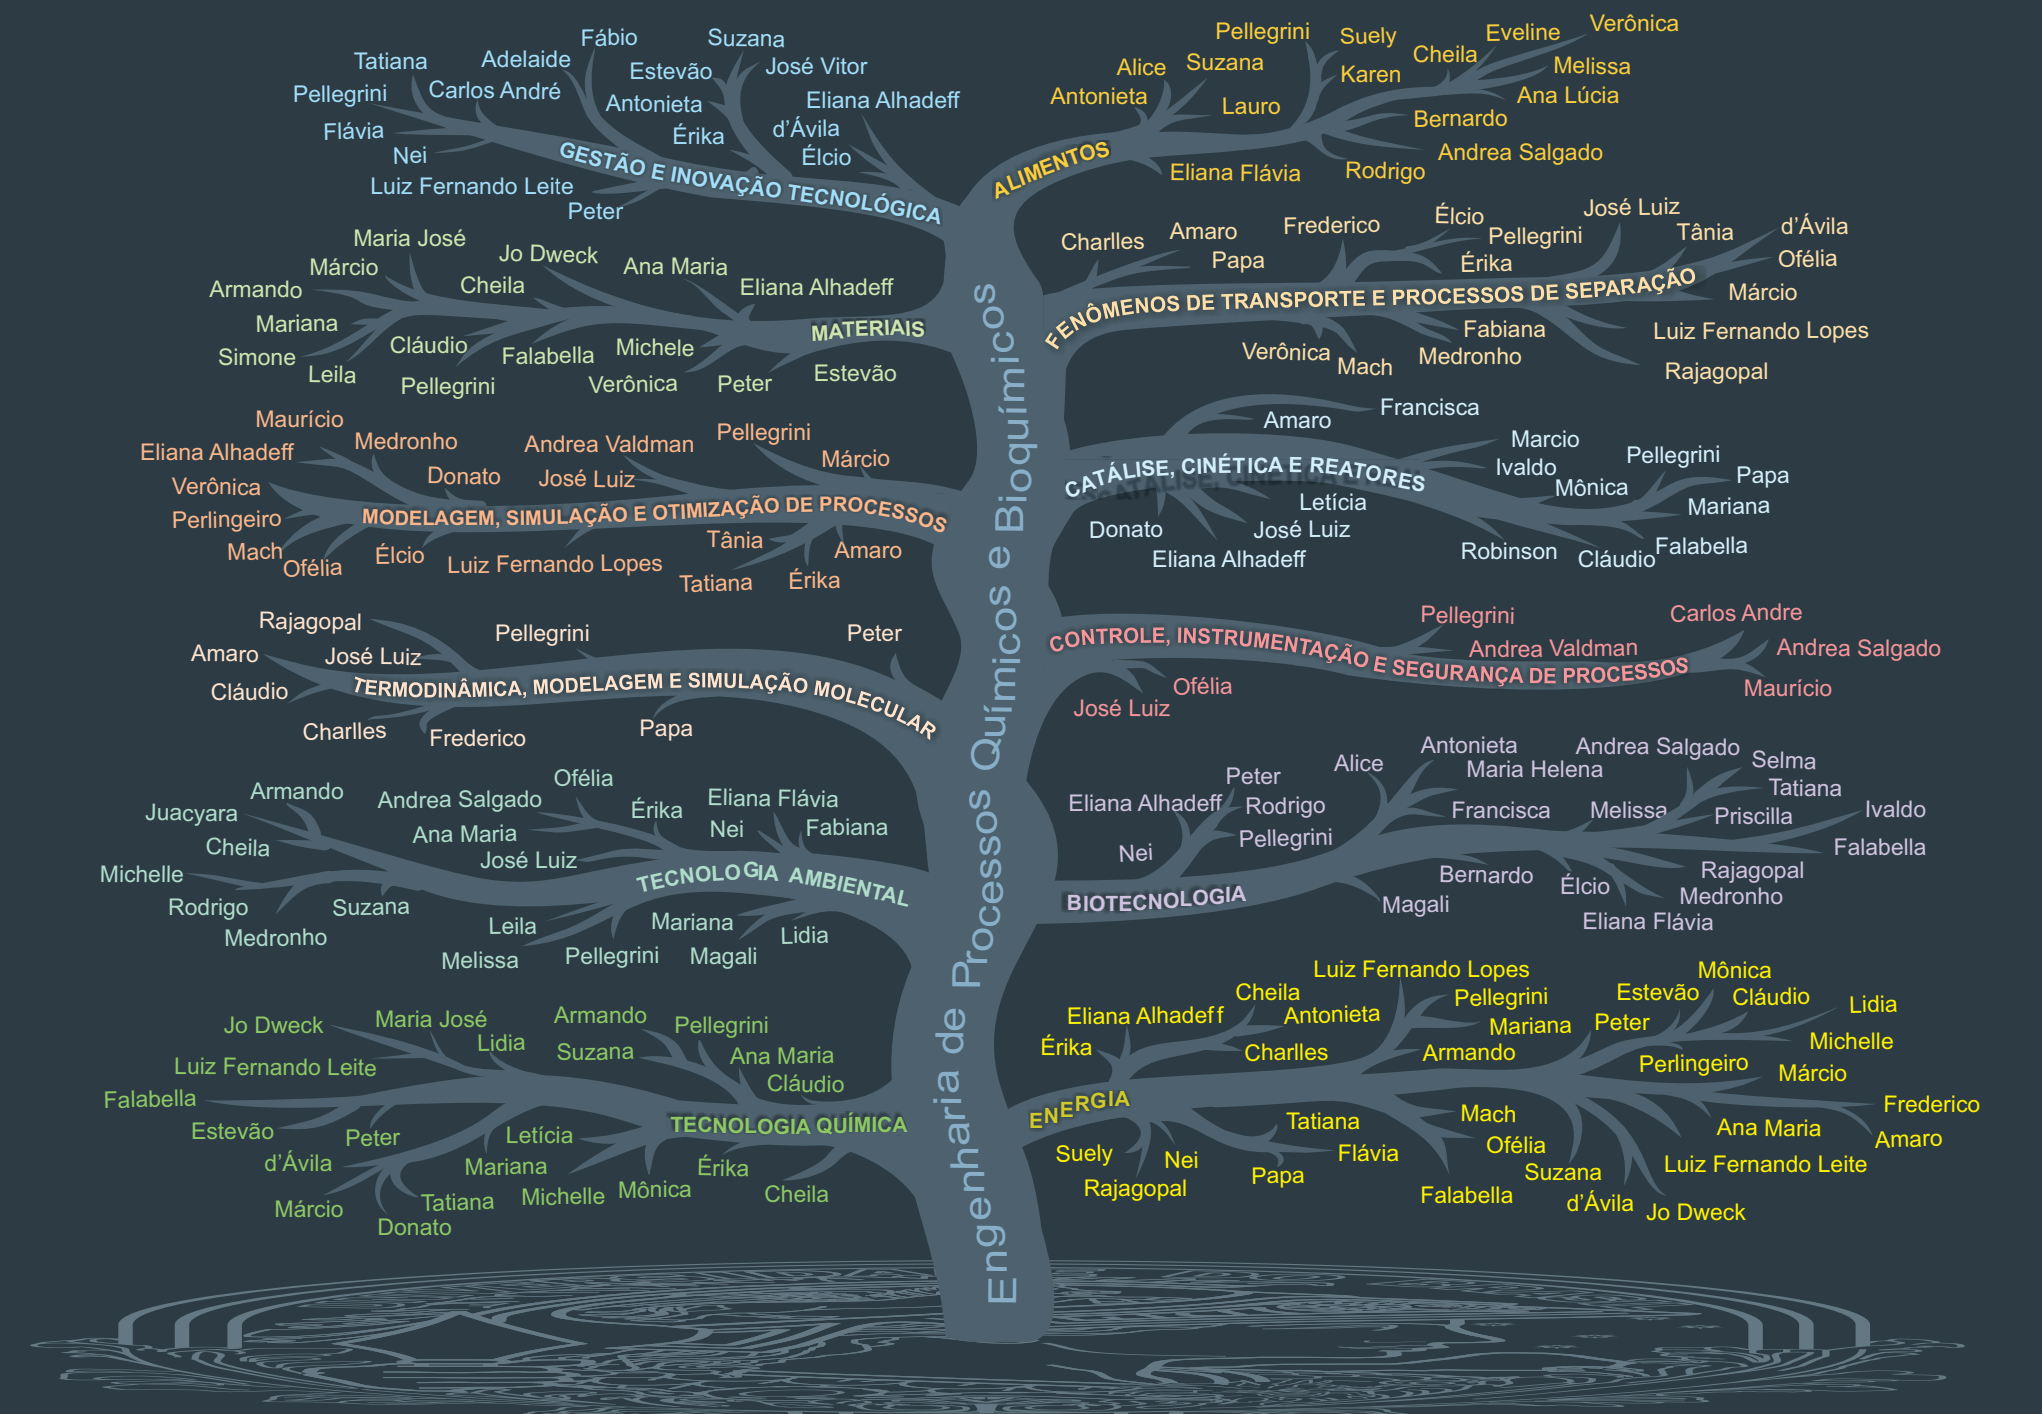 Engenharia de Processos Químicos e Bioquímicos
GESTÃO E INOVAÇÃO TECNOLÓGICA
Fábio
Suzana
Tatiana
Adelaide
Estevão
José Vitor
Pellegrini
Carlos André
Antonieta
Eliana Alhadeff
Flávia
Érika
d’Ávila
Nei
Élcio
Luiz Fernando Leite
Peter
MATERIAIS
Maria José
Jo Dweck
Márcio
Ana Maria
Armando
Cheila
Eliana Alhadeff
Mariana
Cláudio
Michele
Simone
Falabella
Leila
Pellegrini
Verônica
Peter
Estevão
MODELAGEM, SIMULAÇÃO E OTIMIZAÇÃO DE PROCESSOS
Maurício
Medronho
Andrea Valdman
Pellegrini
Eliana Alhadeff
Márcio
Donato
José Luiz
Verônica
Perlingeiro
Mach
Ofélia
Élcio
Luiz Fernando Lopes
Tânia
Amaro
Tatiana
Érika
TERMODINÂMICA, MODELAGEM E SIMULAÇÃO MOLECULAR
Rajagopal
Pellegrini
Peter
Amaro
José Luiz
Cláudio
Charlles
Frederico
Papa
TECNOLOGIA AMBIENTAL
Ofélia
Armando
Andrea Salgado
Eliana Flávia
Juacyara
Érika
Ana Maria
Nei
Fabiana
Cheila
José Luiz
Michelle
Rodrigo
Suzana
Medronho
Leila
Mariana
Lidia
Melissa
Pellegrini
Magali
TECNOLOGIA QUÍMICA
Jo Dweck
Maria José
Armando
Pellegrini
Lidia
Suzana
Ana Maria
Luiz Fernando Leite
Cláudio
Falabella
Estevão
Peter
Letícia
d’Ávila
Mariana
Érika
Márcio
Tatiana
Michelle
Mônica
Cheila
Donato
ALIMENTOS
Pellegrini
Suely
Eveline
Verônica
Alice
Suzana
Cheila
Melissa
Antonieta
Karen
Ana Lúcia
Lauro
Bernardo
Andrea Salgado
Eliana Flávia
Rodrigo
FENÔMENOS DE TRANSPORTE E PROCESSOS DE SEPARAÇÃO
Charlles
Amaro
Frederico
Élcio
José Luiz
Tânia
d’Ávila
Papa
Pellegrini
Érika
Ofélia
Márcio
Fabiana
Luiz Fernando Lopes
Verônica
Mach
Medronho
Rajagopal
CATÁLISE, CINÉTICA E REATORES
Francisca
Amaro
Marcio
Ivaldo
Pellegrini
Mônica
Papa
Letícia
Mariana
Donato
José Luiz
Eliana Alhadeff
Robinson
Cláudio
Falabella
CONTROLE, INSTRUMENTAÇÃO E SEGURANÇA DE PROCESSOS
Pellegrini
Carlos Andre
Andrea Valdman
Andrea Salgado
Ofélia
Maurício
José Luiz
BIOTECNOLOGIA
Antonieta
Andrea Salgado
Peter
Alice
Maria Helena
Selma
Tatiana
Eliana Alhadeff
Rodrigo
Francisca
Melissa
Priscilla
Ivaldo
Pellegrini
Nei
Falabella
Bernardo
Élcio
Rajagopal
Magali
Medronho
Eliana Flávia
ENERGIA
Luiz Fernando Lopes
Mônica
Cheila
Pellegrini
Estevão
Cláudio
Lidia
Eliana Alhadeff
Antonieta
Mariana
Peter
Érika
Charlles
Armando
Michelle
Perlingeiro
Márcio
Tatiana
Mach
Frederico
Suely
Nei
Flávia
Ofélia
Ana Maria
Amaro
Rajagopal
Papa
Suzana
Luiz Fernando Leite
Falabella
d’Ávila
Jo Dweck